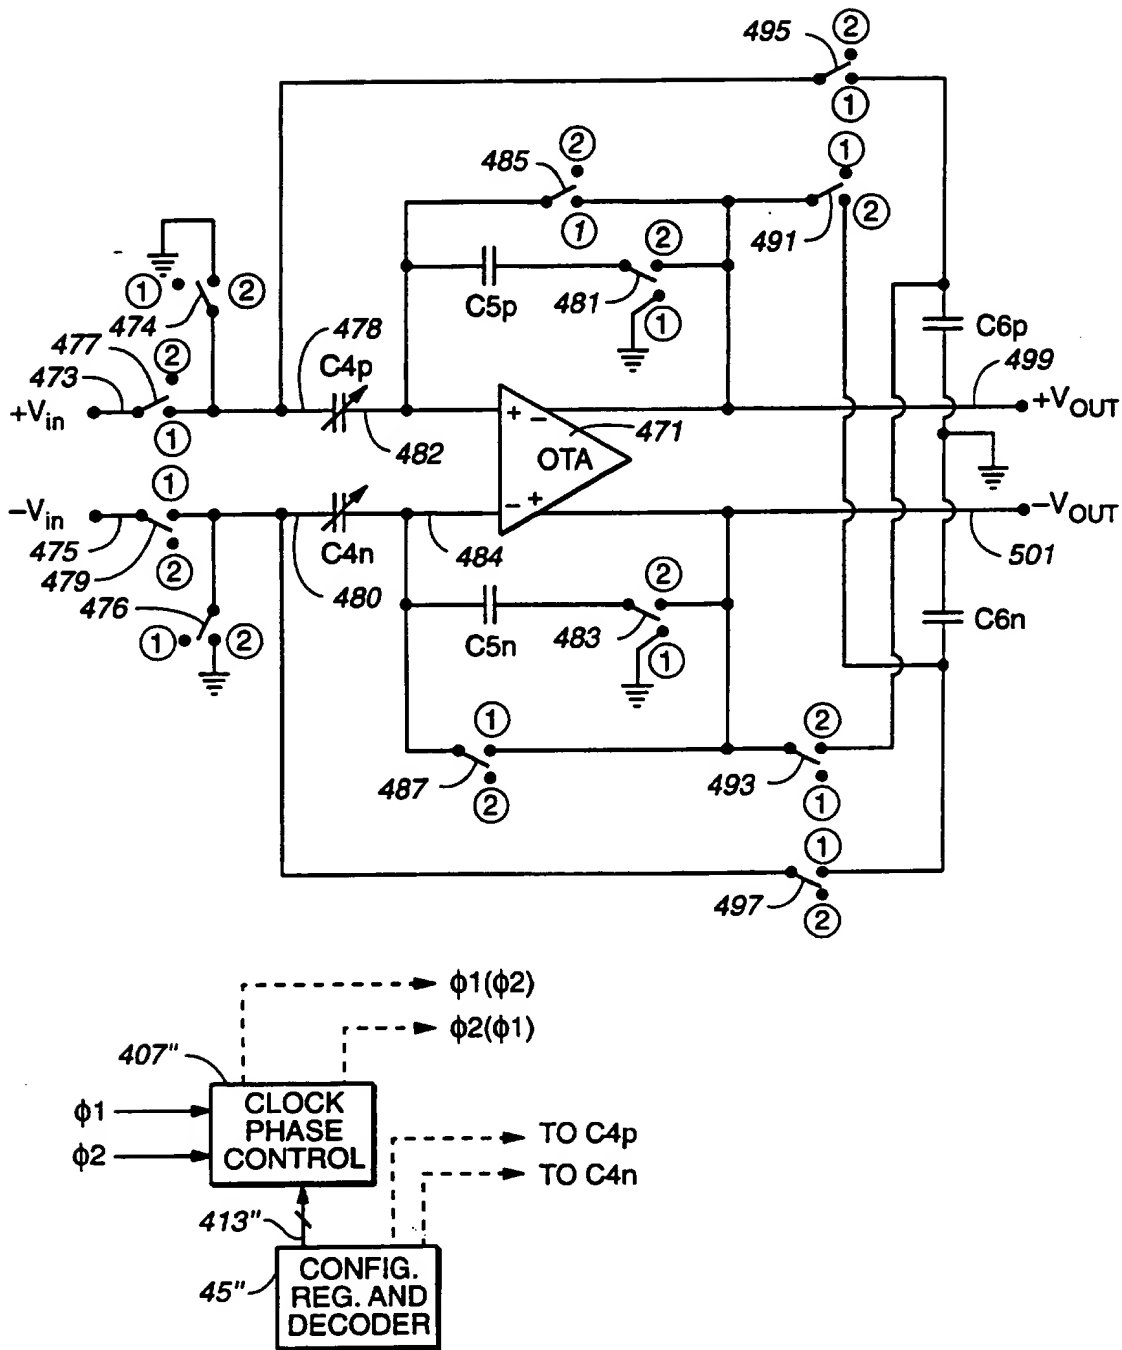 495
②
①
485
②
①
①
491
②
①
474
②
C5p
②
481
①
478
C6p
499
477
②
473
C4p
+Vin
①
482
+ −
OTA
471
+VOUT
①
−Vin
− +
−VOUT
475
479
②
C4n
484
501
476
①
②
480
C5n
②
483
①
C6n
①
487
②
②
493
①
①
497
②
φ1(φ2)
φ2(φ1)
407"
φ1
φ2
CLOCK
PHASE
CONTROL
TO C4p
TO C4n
413"
45"
CONFIG.
REG. AND
DECODER